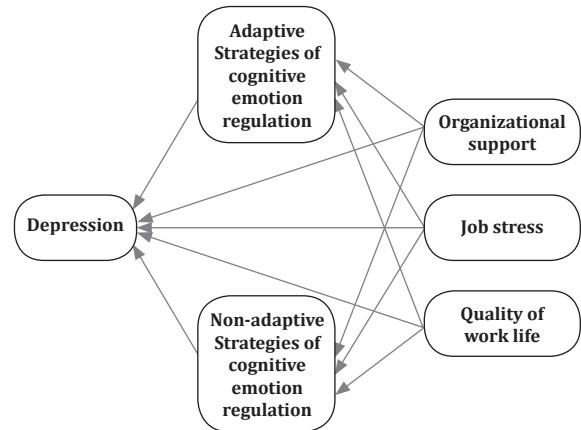 Adaptive
Strategies of
cognitive
emotion
regulation
Organizational
support
Depression
Job stress
Non-adaptive
Strategies of
cognitive
emotion
regulation
Quality of
work life